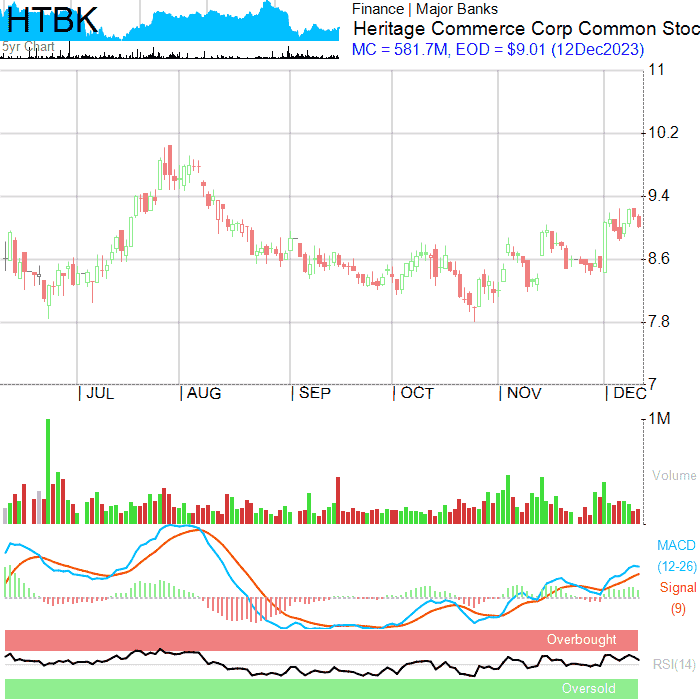 HTBK
5yr Chart
Finance | Major Banks
Heritage Commerce Corp Common Stoc
MC = 581.7M, EOD = $9.01 (12Dec2023)
11
10.2
9.4
8.6
7.8
7
| JUL | AUG | SEP | OCT | NOV | DEC
1M
Volume
MACD
(12-26)
Signal
(9)
Overbought
RSI(14)
Oversold